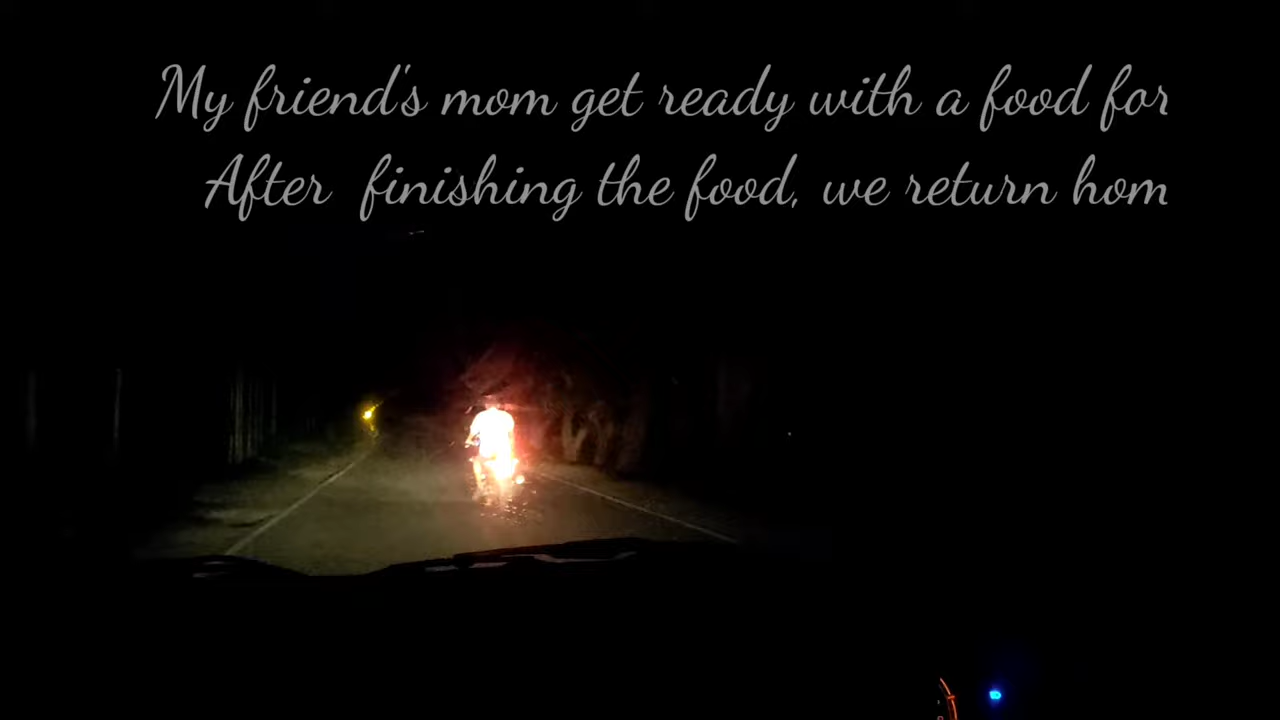 My friend's mom get ready with a food for
After finishing the food, we return hom